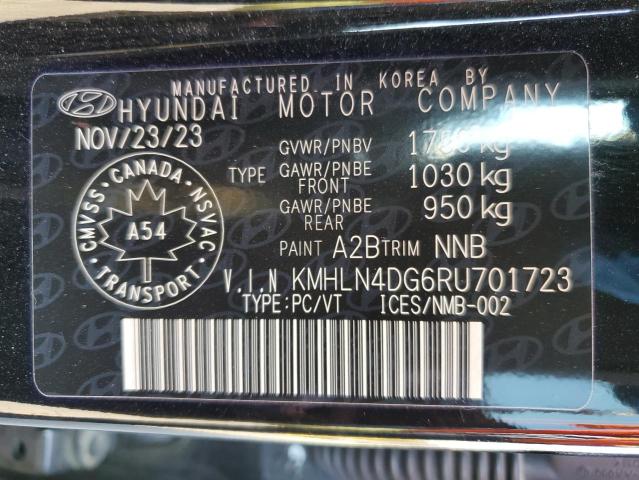 MANUFACTURED IN KOREA BY
HYUNDAI MOTOR COMPANY
NOV/23/23
GVWR/PNBV
TYPE GAWR/PNBE FRONT 1030 kg
GAWR/PNBE REAR 950 kg
PAINT A2B TRIM NNB
CMVSS · CANADA · NSVAC
A54
TRANSPORT
V.I.N KMHLN4DG6RU701723
TYPE:PC/VT ICES/NMB-002